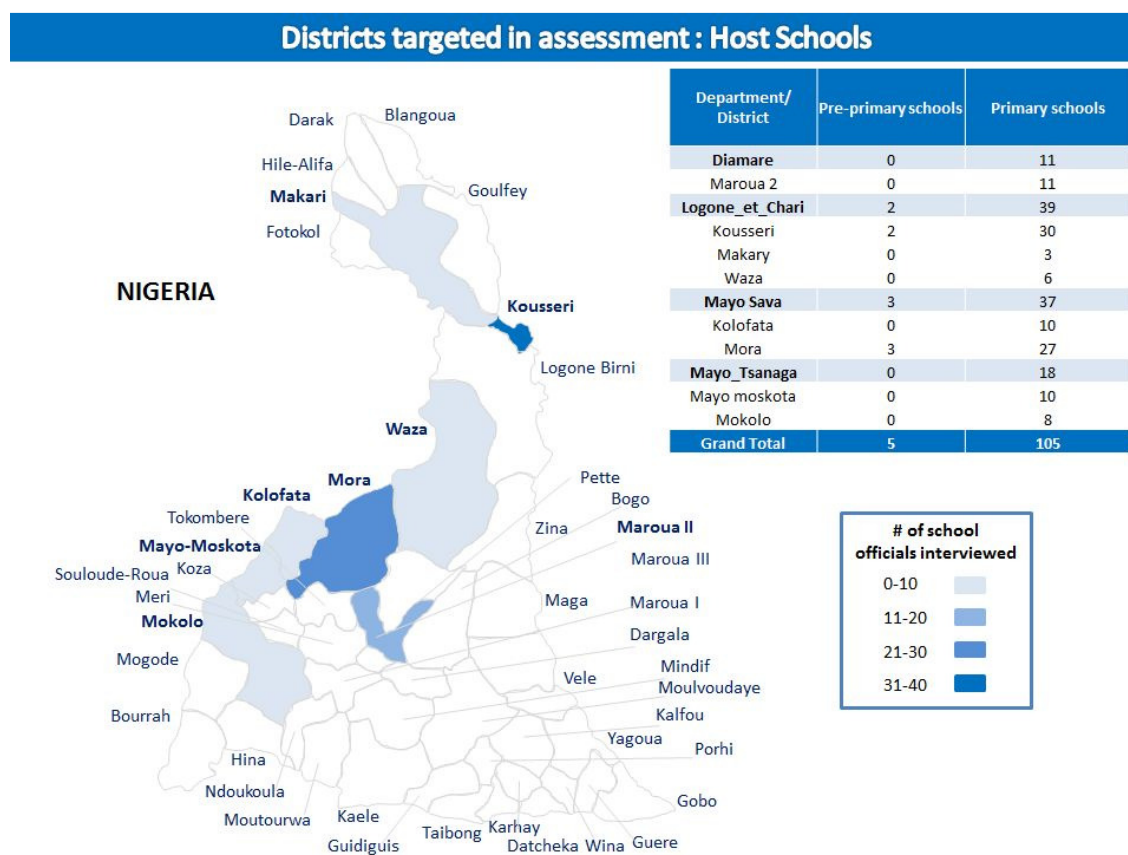 Districts targeted in assessment : Host Schools
Department/ District Pre-primary schools Primary schools
Diamare 0 11
Maroua 2 0 11
Logone_et_Chari 2 39
Kousseri 2 30
Makary 0 3
Waza 0 6
Mayo Sava 3 37
Kolofata 0 10
Mora 3 27
Mayo_Tsanaga 0 18
Mayo moskota 0 10
Mokolo 0 8
Grand Total 5 105
Darak
Blangoua
Hile-Alifa
Goulfey
Makari
Fotokol
NIGERIA
Kousseri
Logone Birni
Waza
Mora
Kolofata
Tokombere
Mayo-Moskota
Koza
Souloude-Roua
Meri
Mokolo
Mogode
Bourrah
Hina
Ndoukoula
Moutourwa
Kaele
Guidiguis
Taibong
Karhay
Datcheka
Wina
Guere
Gobo
Pette
Bogo
Zina
Maroua II
Maroua III
Maga
Maroua I
Dargala
Mindif
Vele
Moulvoudaye
Kalfou
Yagoua
Porhi
# of school
officials interviewed
0-10
11-20
21-30
31-40